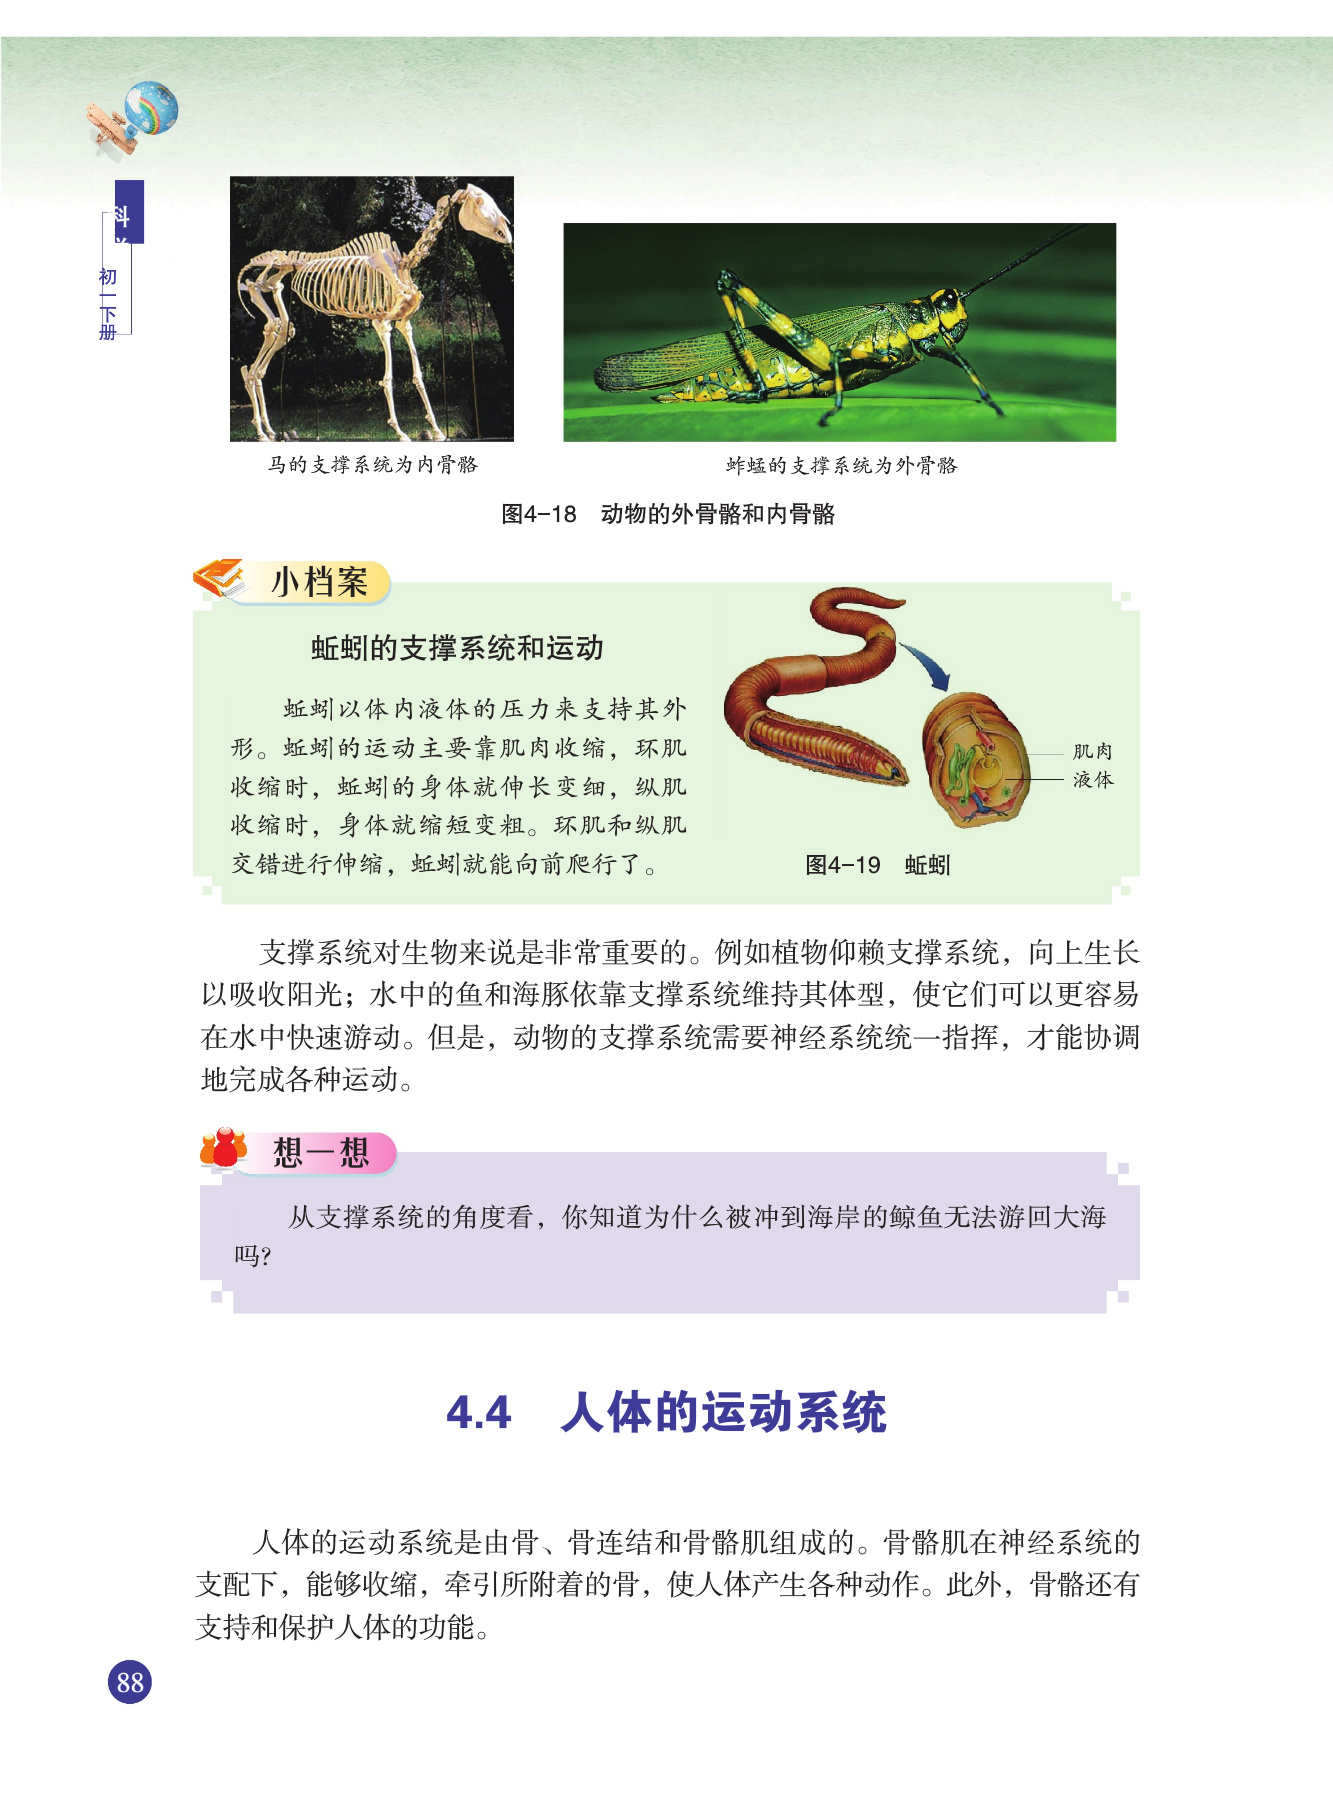 科
初一下册
马的支撑系统为内骨骼
蚱蜢的支撑系统为外骨骼
图4-18 动物的外骨骼和内骨骼
小档案
蚯蚓的支撑系统和运动
蚯蚓以体内液体的压力来支持其外
形。蚯蚓的运动主要靠肌肉收缩，环肌
收缩时，蚯蚓的身体就伸长变细，纵肌
收缩时，身体就缩短变粗。环肌和纵肌
交错进行伸缩，蚯蚓就能向前爬行了。
肌肉
液体
图4-19 蚯蚓
支撑系统对生物来说是非常重要的。例如植物仰赖支撑系统，向上生长
以吸收阳光；水中的鱼和海豚依靠支撑系统维持其体型，使它们可以更容易
在水中快速游动。但是，动物的支撑系统需要神经系统统一指挥，才能协调
地完成各种运动。
想一想
从支撑系统的角度看，你知道为什么被冲到海岸的鲸鱼无法游回大海
吗?
4.4 人体的运动系统
人体的运动系统是由骨、骨连结和骨骼肌组成的。骨骼肌在神经系统的
支配下，能够收缩，牵引所附着的骨，使人体产生各种动作。此外，骨骼还有
支持和保护人体的功能。
88